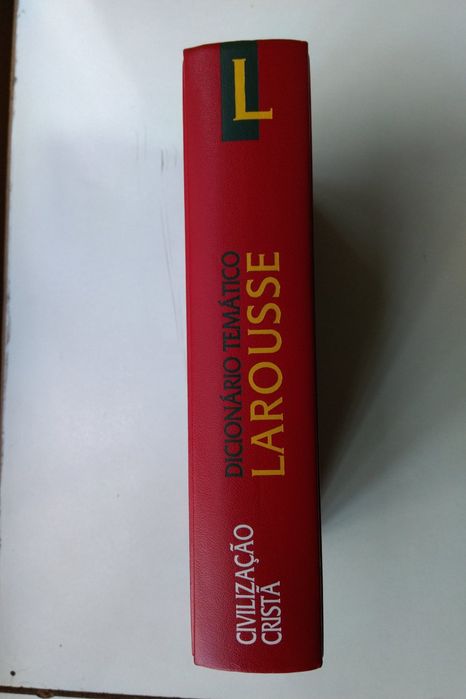 CIVILIZAÇÃO
CRISTÃ
DICIONÁRIO TEMÁTICO
LAROUSSE
L